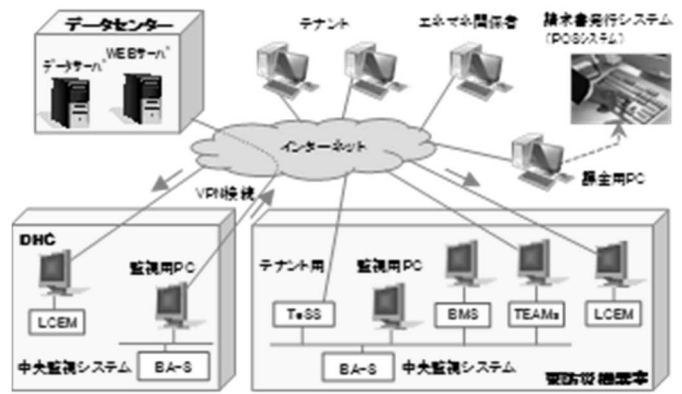 データセンター
データサーバ
WEBサーバ
テナント
エネマネ関係者
請求書発行システム
(POSシステム)
インターネット
課金用PC
VPN接続
DHC
監視用PC
LCEM
中央監視システム
BA-S
テナント用
監視用PC
TeSS
BMS
TEAMs
LCEM
BA-S
中央監視システム